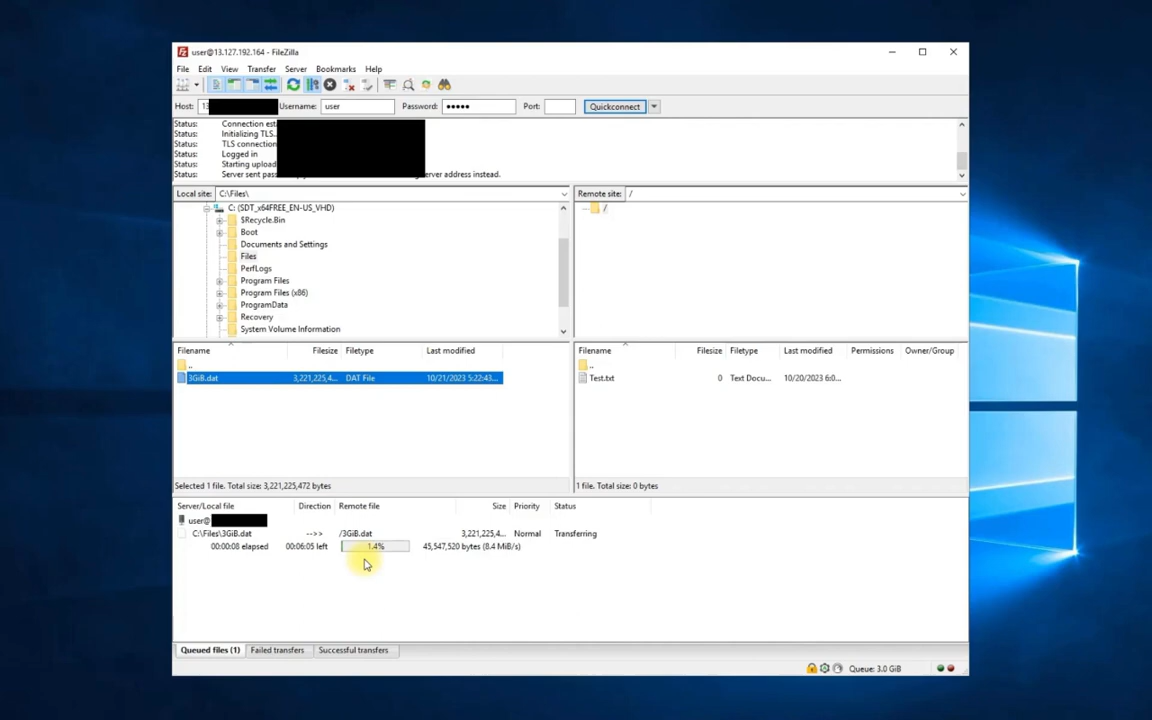 user@13.127.192.164 - FileZilla
File Edit View Transfer Server Bookmarks Help
Host: 13 Username: user Password: ●●●●● Port: Quickconnect
Status: Connection est
Status: Initializing TLS..
Status: TLS connection
Status: Logged in
Status: Starting upload
Status: Server sent pass erver address instead.
Local site: C:\Files\
Remote site: /
C: (SDT_x64FREE_EN-US_VHD)
$Recycle.Bin
Boot
Documents and Settings
Files
PerfLogs
Program Files
Program Files (x86)
ProgramData
Recovery
System Volume Information
/
Filename Filesize Filetype Last modified
..
3GiB.dat 3,221,225,4... DAT File 10/21/2023 5:22:43...
Selected 1 file. Total size: 3,221,225,472 bytes
Filename Filesize Filetype Last modified Permissions Owner/Group
..
Test.txt 0 Text Docu... 10/20/2023 6:0...
1 file. Total size: 0 bytes
Server/Local file Direction Remote file Size Priority Status
user@
C:\Files\3GiB.dat -->> /3GiB.dat 3,221,225,4... Normal Transferring
00:00:08 elapsed 00:06:05 left 1.4% 45,547,520 bytes (8.4 MiB/s)
Queued files (1) Failed transfers Successful transfers
Queue: 3.0 GiB